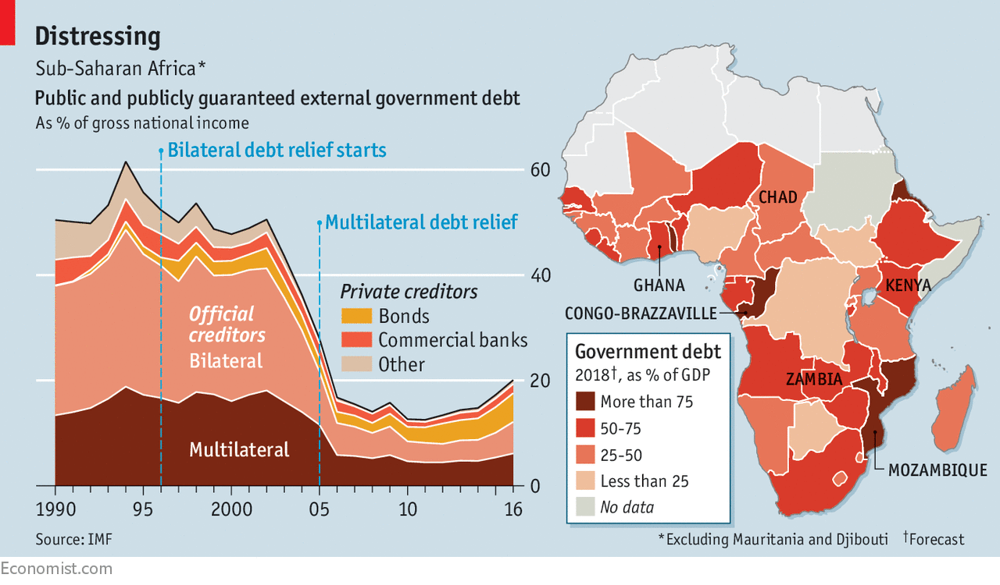 Distressing
Sub-Saharan Africa*
Public and publicly guaranteed external government debt
As % of gross national income
Bilateral debt relief starts
60
Multilateral debt relief
40
Private creditors
Bonds
Commercial banks
Other
Official
creditors
Bilateral
20
Multilateral
0
1990
95
2000
05
10
16
Source: IMF
CHAD
GHANA
KENYA
CONGO-BRAZZAVILLE
ZAMBIA
MOZAMBIQUE
Government debt
2018†, as % of GDP
More than 75
50-75
25-50
Less than 25
No data
*Excluding Mauritania and Djibouti †Forecast
Economist.com